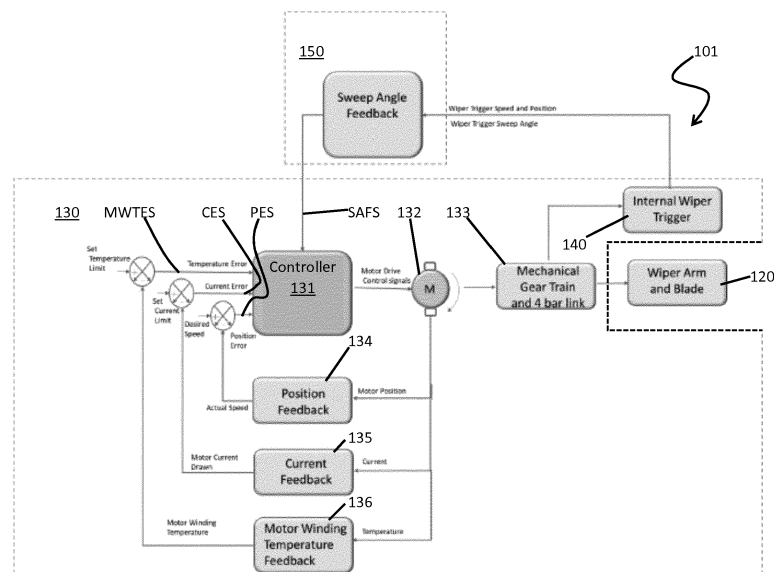 150
101
Sweep Angle
Feedback
Wiper Trigger Speed and Position
Wiper Trigger Sweep Angle
130
MWTES
CES
PES
SAFS
132
133
Internal Wiper
Trigger
140
Set
Temperature
Limit
Temperature Error
Controller
131
Motor Drive
Control Signals
M
Mechanical
Gear Train
and 4 bar link
Wiper Arm
and Blade
120
Set
Current
Limit
Current Error
Desired
Speed
Position
Error
134
Position
Feedback
Motor Position
Actual Speed
135
Motor Current
Drawn
Current
Feedback
Current
136
Motor Winding
Temperature
Motor Winding
Temperature
Feedback
Temperature